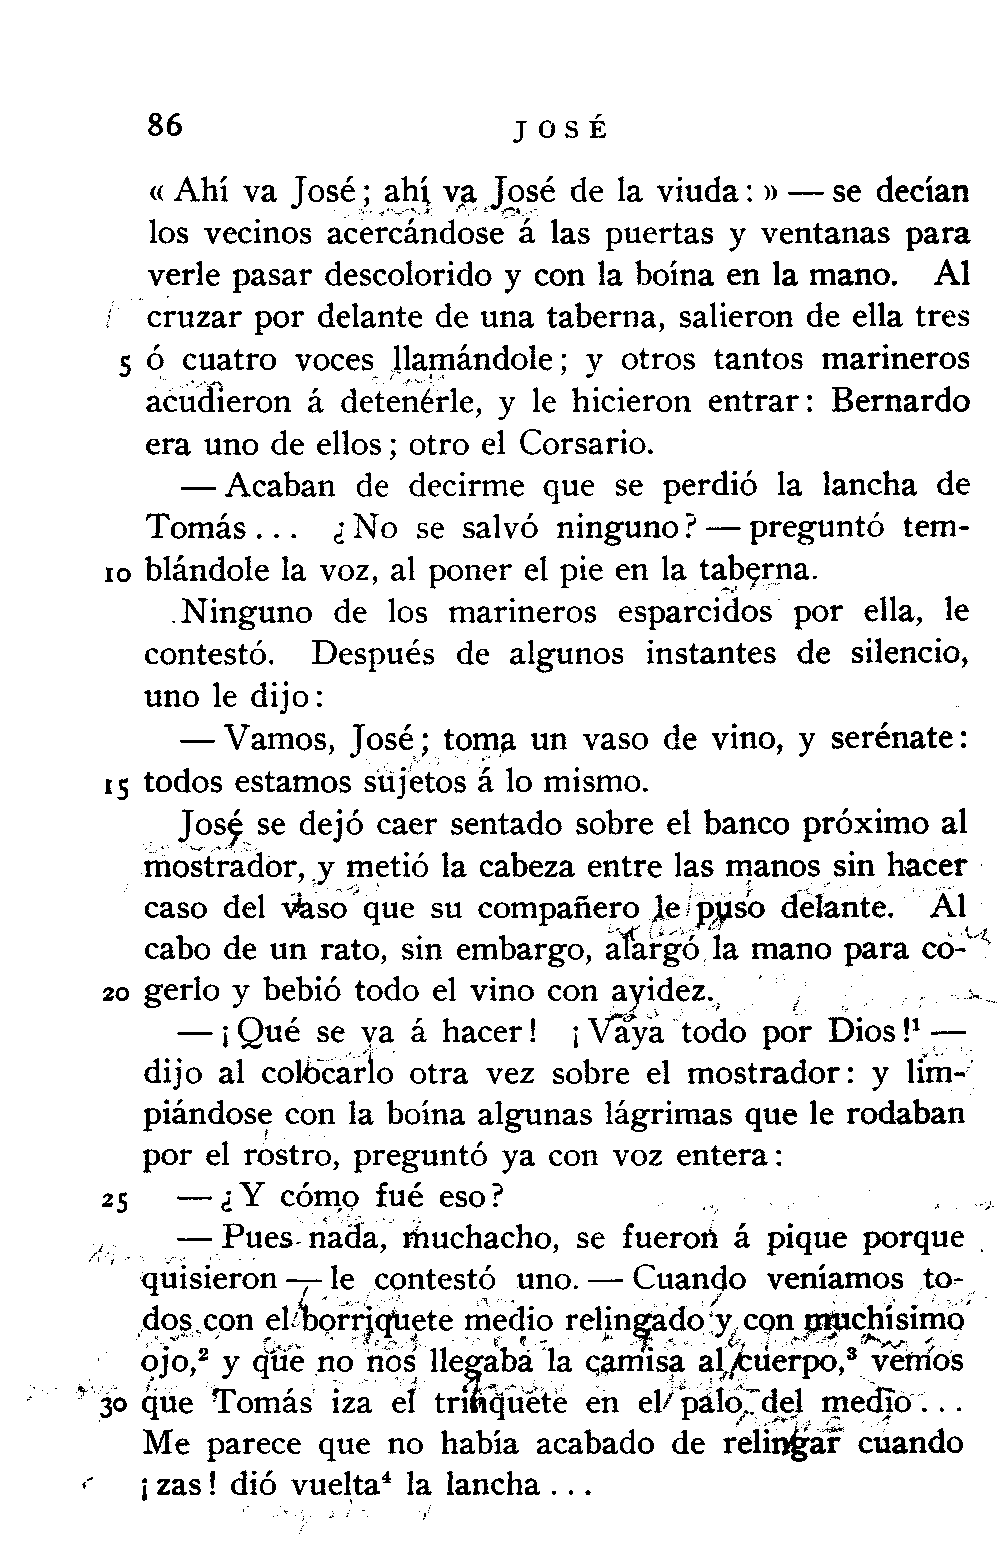 86 JOSÉ
« Ahí va José; ahí va José de la viuda: » — se decían
los vecinos acercándose á las puertas y ventanas para
verle pasar descolorido y con la boína en la mano. Al
cruzar por delante de una taberna, salieron de ella tres
5 ó cuatro voces llamándole; y otros tantos marineros
acudieron á detenérle, y le hicieron entrar: Bernardo
era uno de ellos; otro el Corsario.
— Acaban de decirme que se perdió la lancha de
Tomás... ¿No se salvó ninguno? — preguntó tem-
10 blándole la voz, al poner el pie en la taberna.
Ninguno de los marineros esparcidos por ella, le
contestó. Después de algunos instantes de silencio,
uno le dijo:
— Vamos, José; toma un vaso de vino, y serénate:
15 todos estamos sujetos á lo mismo.
José se dejó caer sentado sobre el banco próximo al
mostrador, y metió la cabeza entre las manos sin hacer
caso del vaso que su compañero le puso delante. Al
cabo de un rato, sin embargo, alargó la mano para co-
20 gerlo y bebió todo el vino con avidez.
— ¡Qué se va á hacer! ¡Vaya todo por Dios!¹ —
dijo al colocarlo otra vez sobre el mostrador: y lim-
piándose con la boína algunas lágrimas que le rodaban
por el rostro, preguntó ya con voz entera:
25 — ¿Y cómo fué eso?
— Pues nada, muchacho, se fueron á pique porque
quisieron — le contestó uno. — Cuando veníamos to-
dos con el borriquete medio relingado y con muchísimo
ojo,² y que no nos llegaba la camisa al cuerpo,³ vemos
30 que Tomás iza el trinquete en el palo del medio...
Me parece que no había acabado de relingar cuando
¡zas! dió vuelta⁴ la lancha...